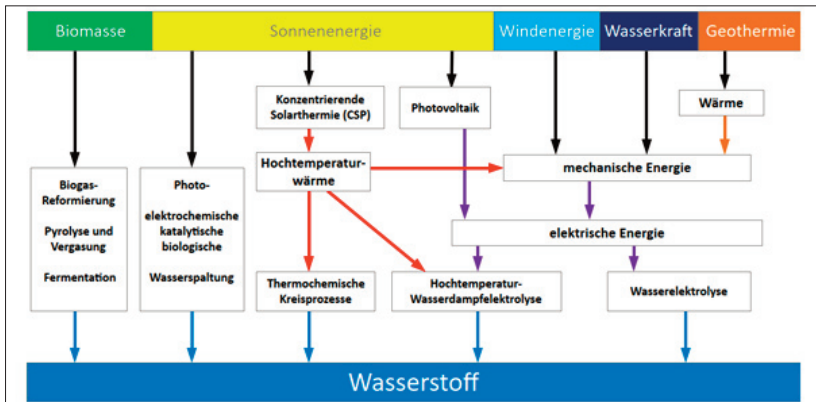 Biomasse
Sonnenenergie
Windenergie
Wasserkraft
Geothermie
Konzentrierende
Solarthermie (CSP)
Photovoltaik
Wärme
Hochtemperatur-
wärme
mechanische Energie
Biogas-
Reformierung
Pyrolyse und
Vergasung
Fermentation
Photo-
elektrochemische
katalytische
biologische
Wasserspaltung
elektrische Energie
Thermochemische
Kreisprozesse
Hochtemperatur-
Wasserdampfelektrolyse
Wasserelektrolyse
Wasserstoff